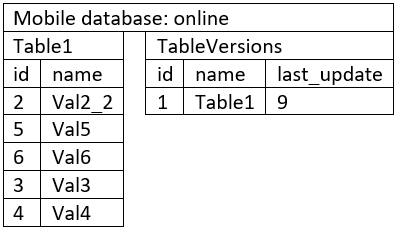 Mobile database: online
Table1 TableVersions
id name id name last_update
2 Val2_2 1 Table1 9
5 Val5
6 Val6
3 Val3
4 Val4